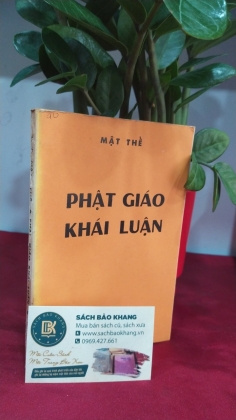 MẬT THỂ
PHẬT GIÁO
KHÁI LUẬN
BK
SÁCH BẢO KHANG
Mua bán sách cũ, sách xưa
www.sachbaokhang.vn
0969.427.661